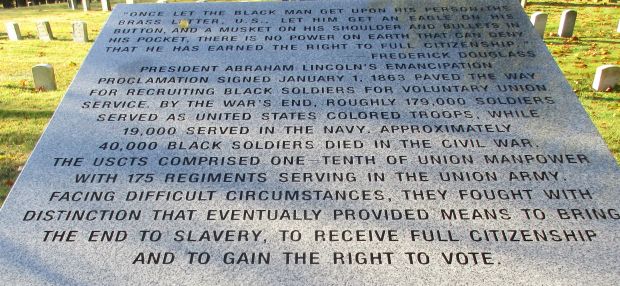 "ONCE LET THE BLACK MAN GET UPON HIS PERSON THE
BRASS LETTER, U.S., LET HIM GET AN EAGLE ON HIS
BUTTON, AND A MUSKET ON HIS SHOULDER AND BULLETS IN
HIS POCKET, THERE IS NO POWER ON EARTH THAT CAN DENY
THAT HE HAS EARNED THE RIGHT TO FULL CITIZENSHIP."
FREDERICK DOUGLASS
PRESIDENT ABRAHAM LINCOLN'S EMANCIPATION
PROCLAMATION SIGNED JANUARY 1, 1863 PAVED THE WAY
FOR RECRUITING BLACK SOLDIERS FOR VOLUNTARY UNION
SERVICE. BY THE WAR'S END, ROUGHLY 179,000 SOLDIERS
SERVED AS UNITED STATES COLORED TROOPS, WHILE
19,000 SERVED IN THE NAVY. APPROXIMATELY
40,000 BLACK SOLDIERS DIED IN THE CIVIL WAR.
THE USCTS COMPRISED ONE-TENTH OF UNION MANPOWER
WITH 175 REGIMENTS SERVING IN THE UNION ARMY.
FACING DIFFICULT CIRCUMSTANCES, THEY FOUGHT WITH
DISTINCTION THAT EVENTUALLY PROVIDED MEANS TO BRING
THE END TO SLAVERY, TO RECEIVE FULL CITIZENSHIP
AND TO GAIN THE RIGHT TO VOTE.